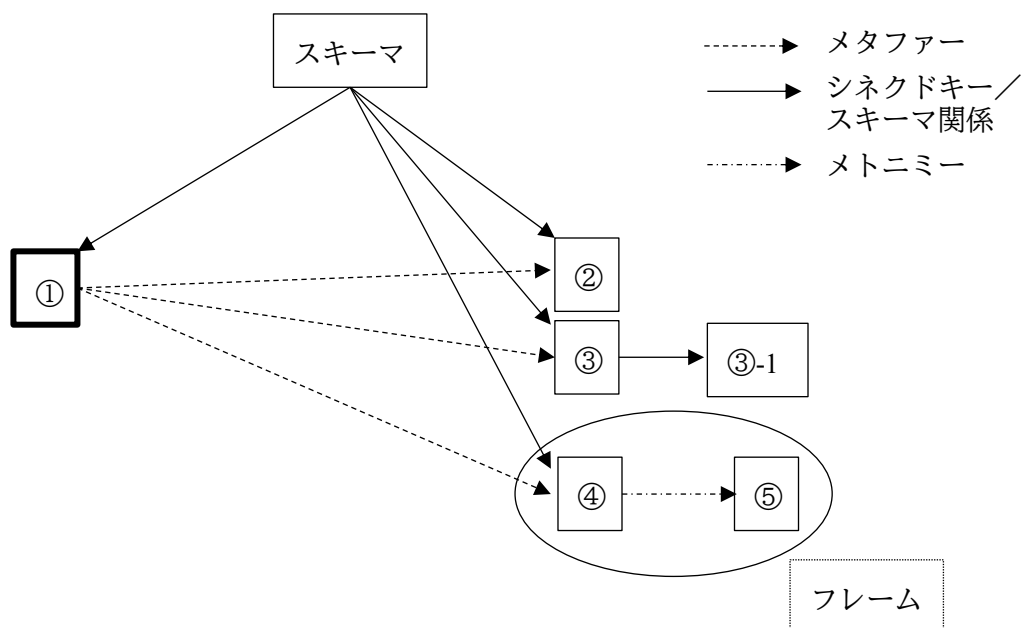 スキーマ
メタファー
シネクドキー／
スキーマ関係
メトニミー
①
②
③
③-1
④
⑤
フレーム